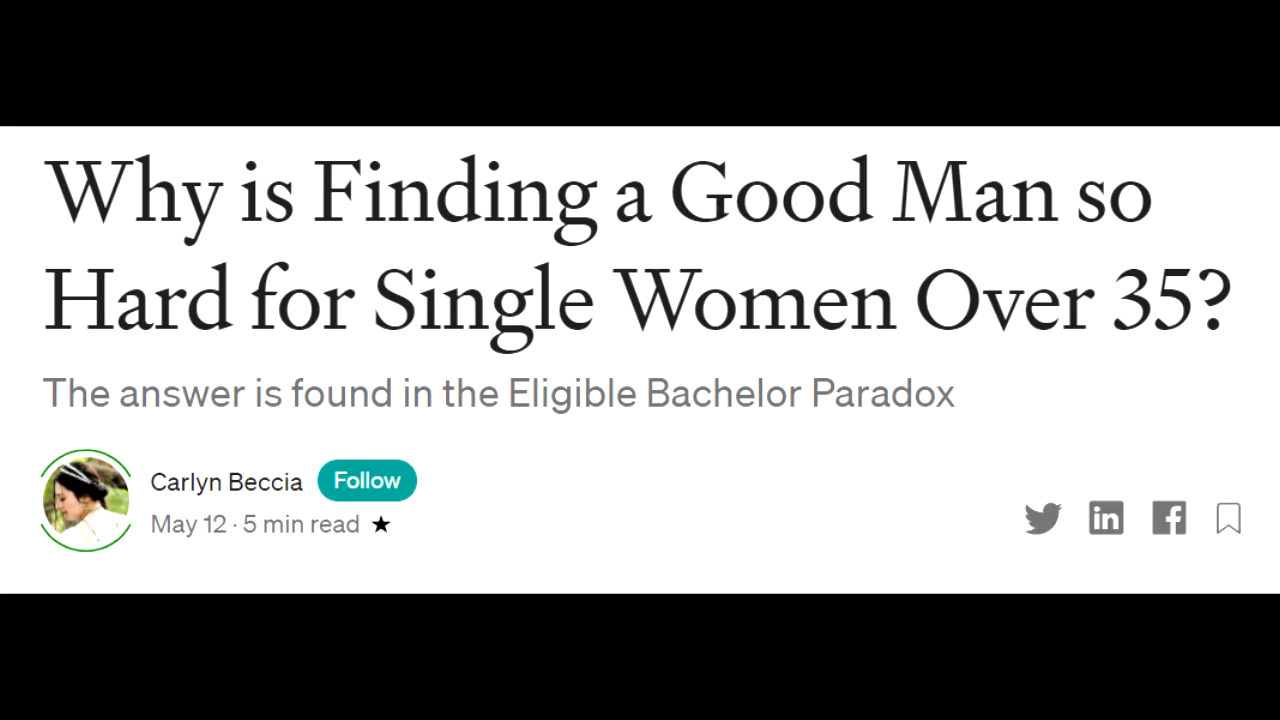 Why is Finding a Good Man so
Hard for Single Women Over 35?
The answer is found in the Eligible Bachelor Paradox
Carlyn Beccia Follow
May 12 · 5 min read ★